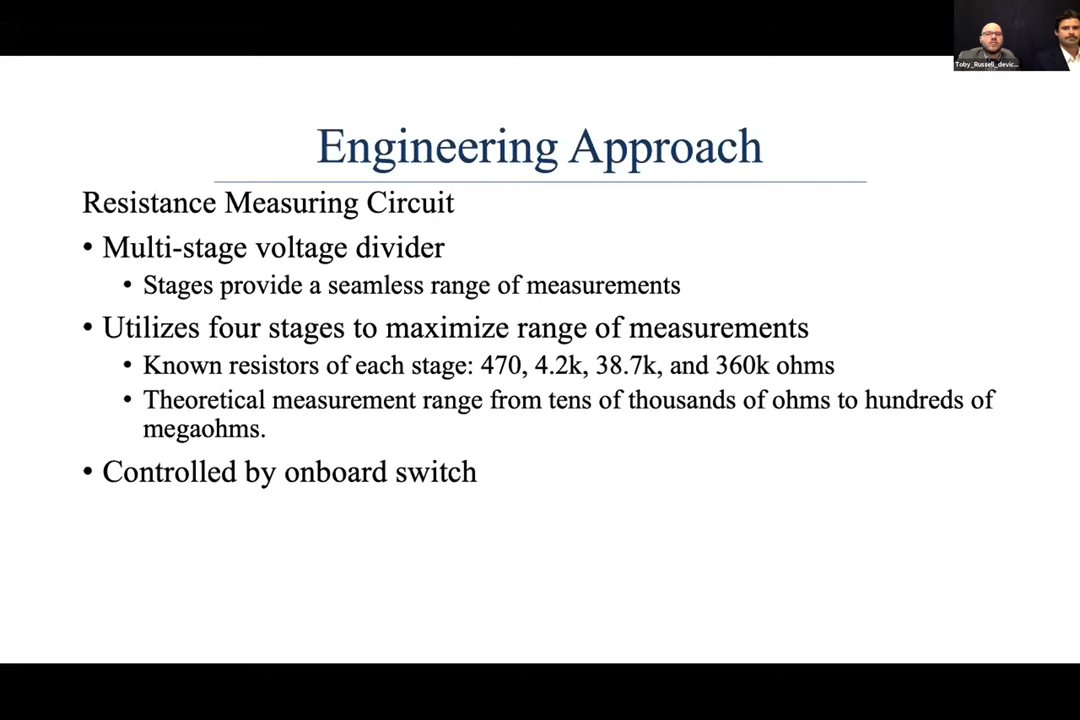 Toby_Russell_devic...
Engineering Approach
Resistance Measuring Circuit
• Multi-stage voltage divider
• Stages provide a seamless range of measurements
• Utilizes four stages to maximize range of measurements
• Known resistors of each stage: 470, 4.2k, 38.7k, and 360k ohms
• Theoretical measurement range from tens of thousands of ohms to hundreds of
megaohms.
• Controlled by onboard switch